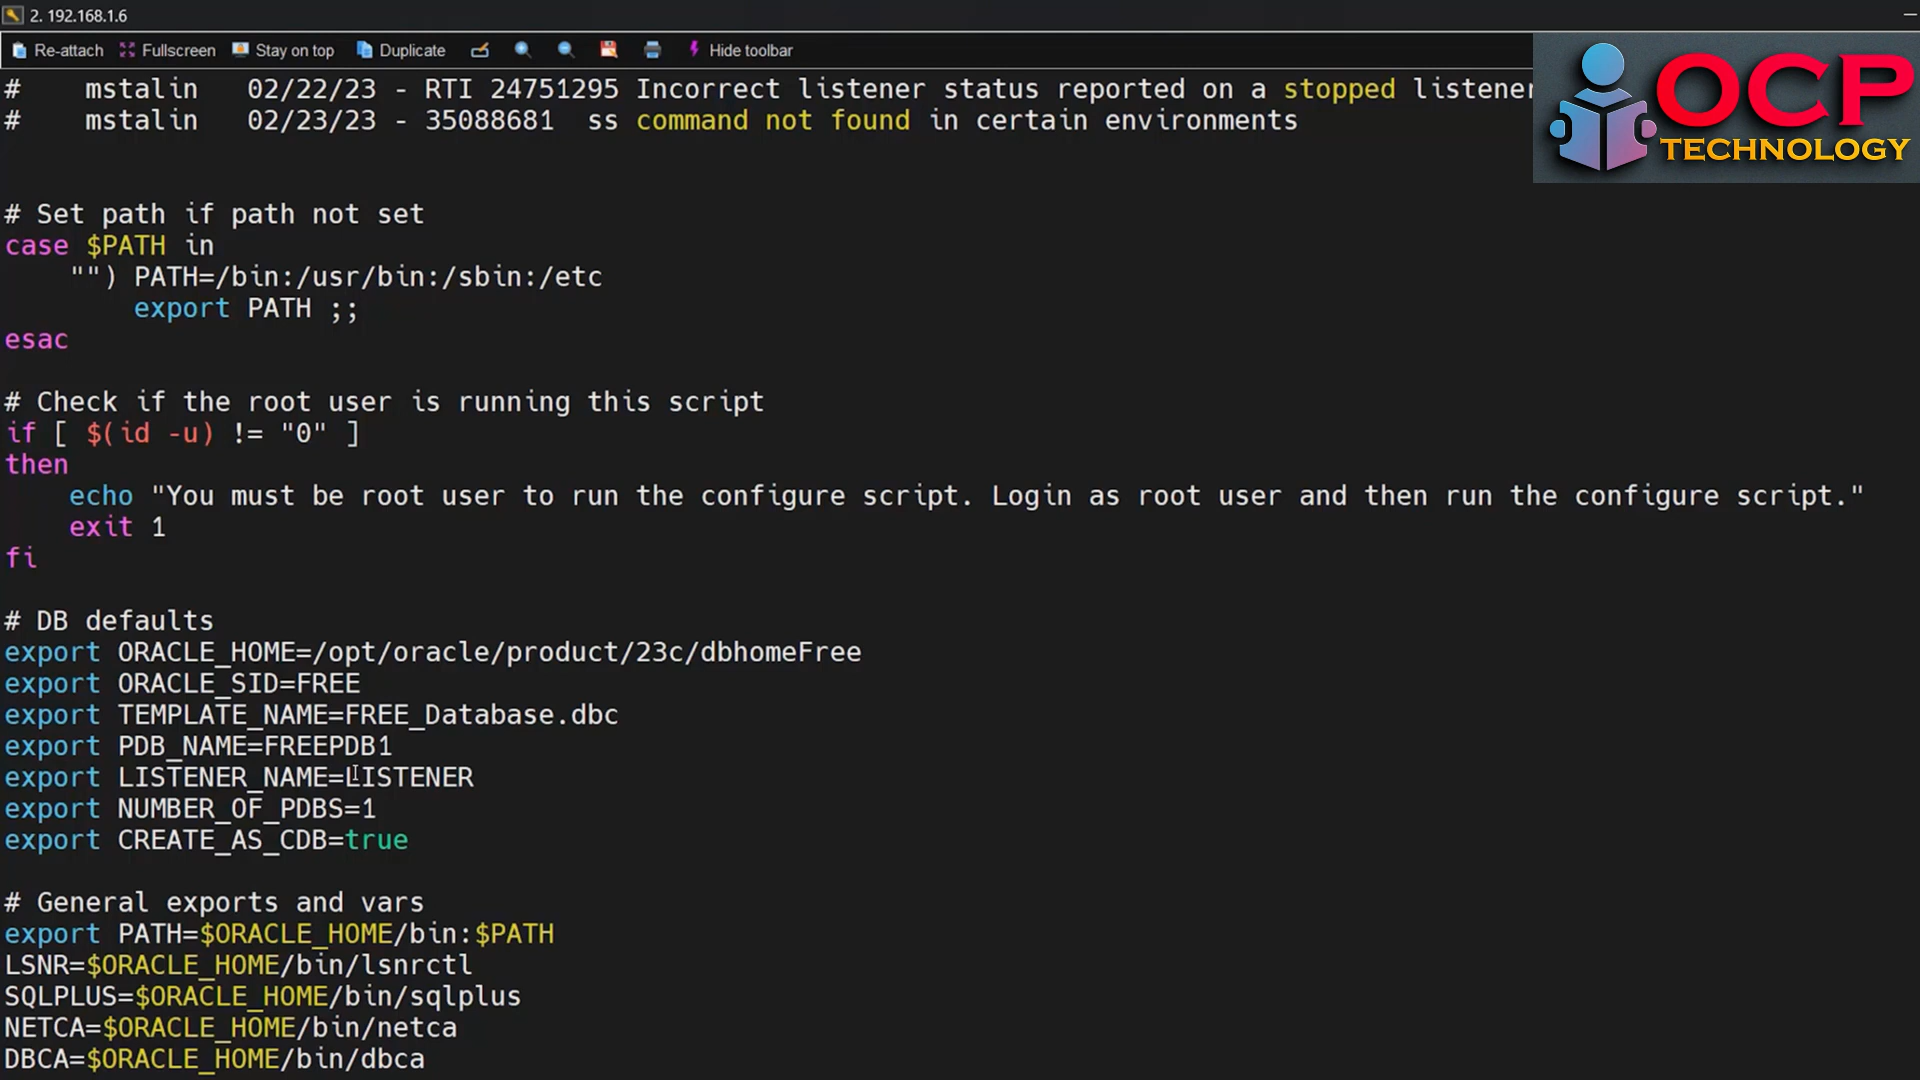 2. 192.168.1.6
Re-attach Fullscreen Stay on top Duplicate Hide toolbar
OCP
TECHNOLOGY
#    mstalin   02/22/23 - RTI 24751295 Incorrect listener status reported on a stopped listener
#    mstalin   02/23/23 - 35088681  ss command not found in certain environments
# Set path if path not set
case $PATH in
    "") PATH=/bin:/usr/bin:/sbin:/etc
        export PATH ;;
esac
# Check if the root user is running this script
if [ $(id -u) != "0" ]
then
    echo "You must be root user to run the configure script. Login as root user and then run the configure script."
    exit 1
fi
# DB defaults
export ORACLE_HOME=/opt/oracle/product/23c/dbhomeFree
export ORACLE_SID=FREE
export TEMPLATE_NAME=FREE_Database.dbc
export PDB_NAME=FREEPDB1
export LISTENER_NAME=LISTENER
export NUMBER_OF_PDBS=1
export CREATE_AS_CDB=true
# General exports and vars
export PATH=$ORACLE_HOME/bin:$PATH
LSNR=$ORACLE_HOME/bin/lsnrctl
SQLPLUS=$ORACLE_HOME/bin/sqlplus
NETCA=$ORACLE_HOME/bin/netca
DBCA=$ORACLE_HOME/bin/dbca